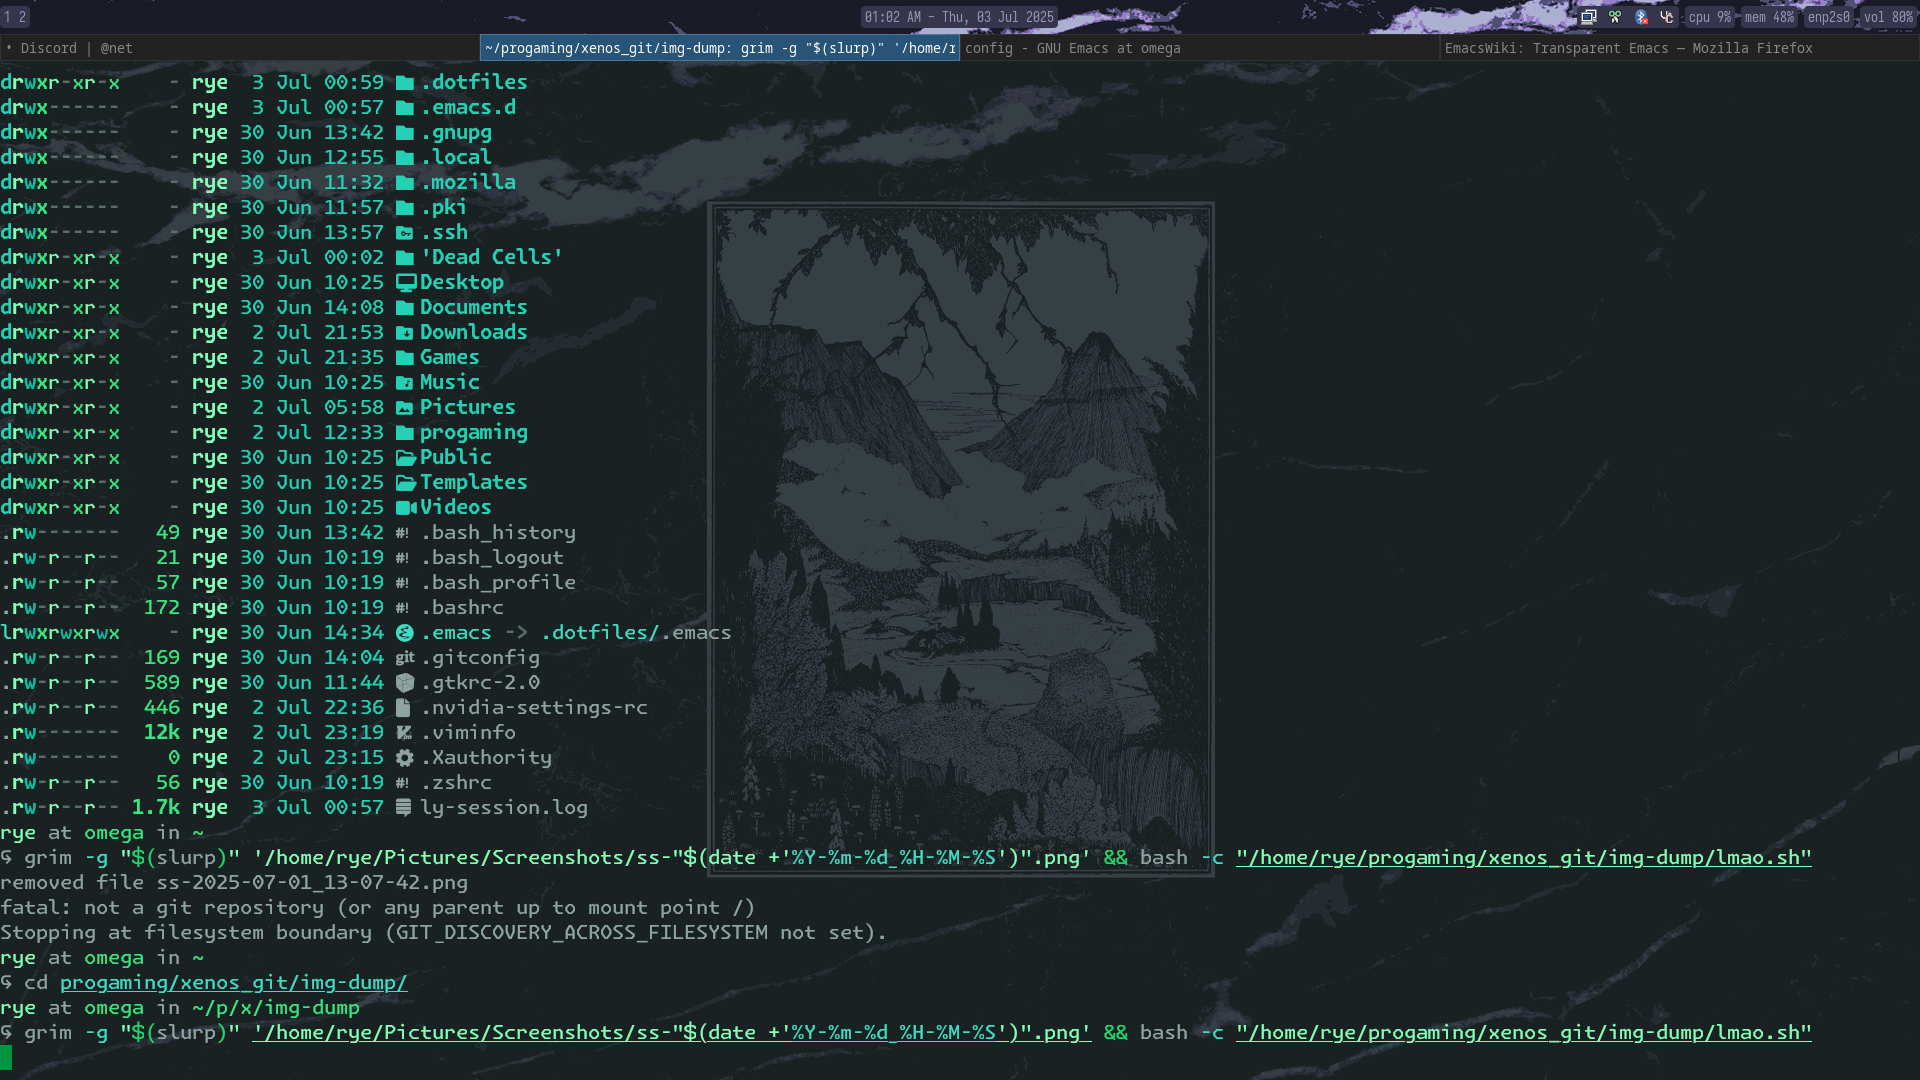 1 2
01:02 AM – Thu, 03 Jul 2025
cpu 9% mem 48% enp2s0 vol 80%
• Discord | @net
~/progaming/xenos_git/img-dump: grim -g "$(slurp)" '/home/r
config - GNU Emacs at omega
EmacsWiki: Transparent Emacs — Mozilla Firefox
drwxr-xr-x - rye 3 Jul 00:59 .dotfiles
drwx------ - rye 3 Jul 00:57 .emacs.d
drwx------ - rye 30 Jun 13:42 .gnupg
drwx------ - rye 30 Jun 12:55 .local
drwx------ - rye 30 Jun 11:32 .mozilla
drwx------ - rye 30 Jun 11:57 .pki
drwx------ - rye 30 Jun 13:57 .ssh
drwxr-xr-x - rye 3 Jul 00:02 'Dead Cells'
drwxr-xr-x - rye 30 Jun 10:25 Desktop
drwxr-xr-x - rye 30 Jun 14:08 Documents
drwxr-xr-x - rye 2 Jul 21:53 Downloads
drwxr-xr-x - rye 2 Jul 21:35 Games
drwxr-xr-x - rye 30 Jun 10:25 Music
drwxr-xr-x - rye 2 Jul 05:58 Pictures
drwxr-xr-x - rye 2 Jul 12:33 progaming
drwxr-xr-x - rye 30 Jun 10:25 Public
drwxr-xr-x - rye 30 Jun 10:25 Templates
drwxr-xr-x - rye 30 Jun 10:25 Videos
.rw------- 49 rye 30 Jun 13:42 #! .bash_history
.rw-r--r-- 21 rye 30 Jun 10:19 #! .bash_logout
.rw-r--r-- 57 rye 30 Jun 10:19 #! .bash_profile
.rw-r--r-- 172 rye 30 Jun 10:19 #! .bashrc
lrwxrwxrwx - rye 30 Jun 14:34 .emacs -> .dotfiles/.emacs
.rw-r--r-- 169 rye 30 Jun 14:04 git .gitconfig
.rw-r--r-- 589 rye 30 Jun 11:44 .gtkrc-2.0
.rw-r--r-- 446 rye 2 Jul 22:36 .nvidia-settings-rc
.rw------- 12k rye 2 Jul 23:19 .viminfo
.rw------- 0 rye 2 Jul 23:15 .Xauthority
.rw-r--r-- 56 rye 30 Jun 10:19 #! .zshrc
.rw-r--r-- 1.7k rye 3 Jul 00:57 ly-session.log
rye at omega in ~
↳ grim -g "$(slurp)" '/home/rye/Pictures/Screenshots/ss-"$(date +'%Y-%m-%d_%H-%M-%S')".png' && bash -c "/home/rye/progaming/xenos_git/img-dump/lmao.sh"
removed file ss-2025-07-01_13-07-42.png
fatal: not a git repository (or any parent up to mount point /)
Stopping at filesystem boundary (GIT_DISCOVERY_ACROSS_FILESYSTEM not set).
rye at omega in ~
↳ cd progaming/xenos_git/img-dump/
rye at omega in ~/p/x/img-dump
↳ grim -g "$(slurp)" '/home/rye/Pictures/Screenshots/ss-"$(date +'%Y-%m-%d_%H-%M-%S')".png' && bash -c "/home/rye/progaming/xenos_git/img-dump/lmao.sh"